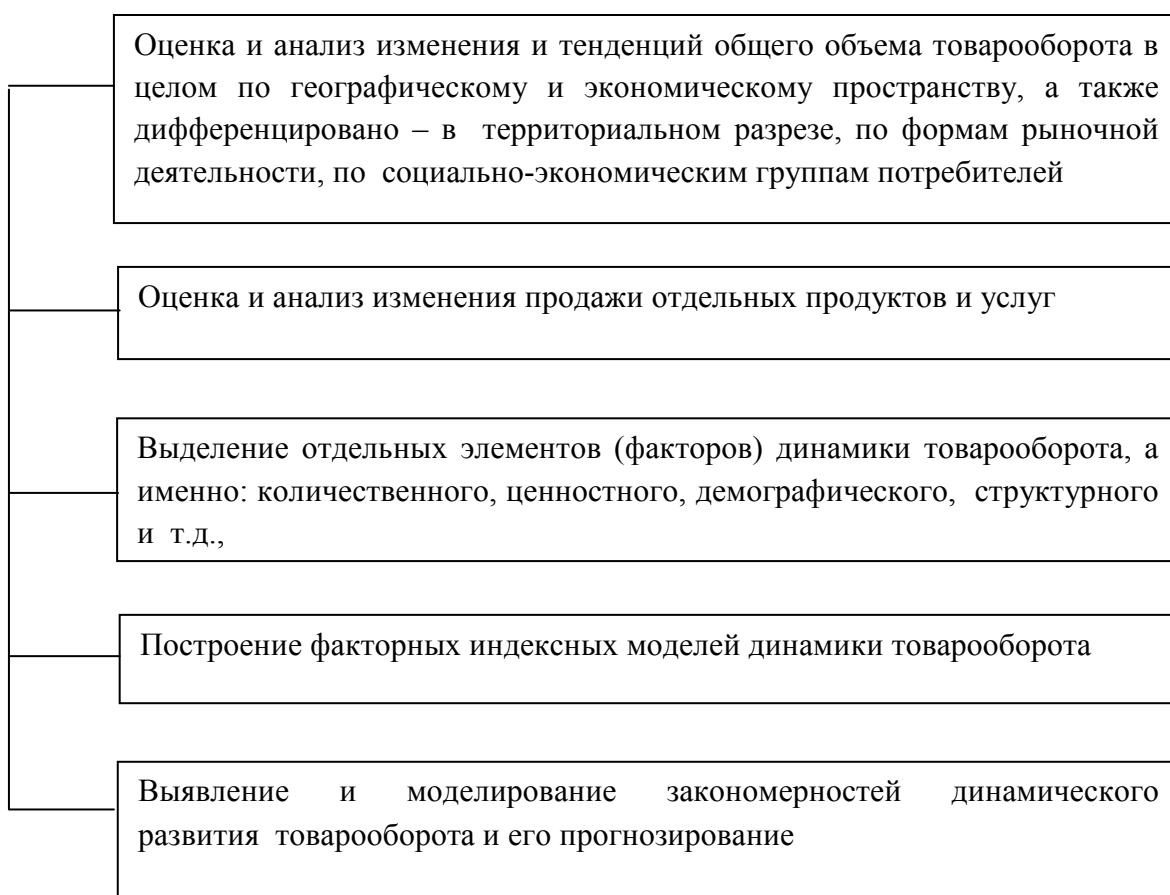 Оценка и анализ изменения и тенденций общего объема товарооборота в
целом по географическому и экономическому пространству, а также
дифференцировано – в территориальном разрезе, по формам рыночной
деятельности, по социально-экономическим группам потребителей
Оценка и анализ изменения продажи отдельных продуктов и услуг
Выделение отдельных элементов (факторов) динамики товарооборота, а
именно: количественного, ценностного, демографического, структурного
и т.д.,
Построение факторных индексных моделей динамики товарооборота
Выявление и моделирование закономерностей динамического
развития товарооборота и его прогнозирование